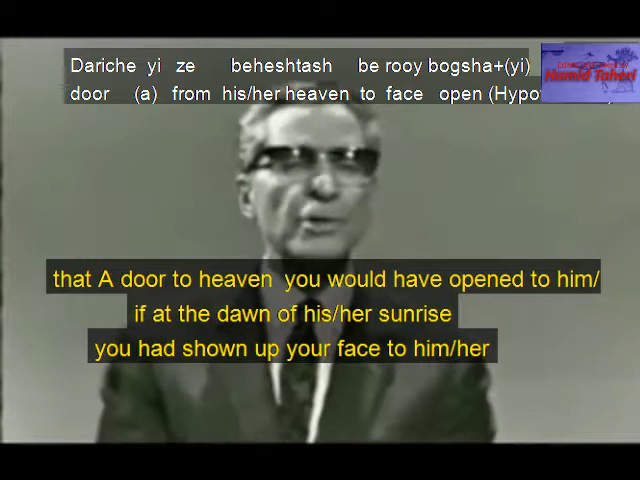 Dariche yi ze beheshtash be rooy bogsha+(yi)
door (a) from his/her heaven to face open
Hamid Taheri
that A door to heaven you would have opened to him/
if at the dawn of his/her sunrise
you had shown up your face to him/her